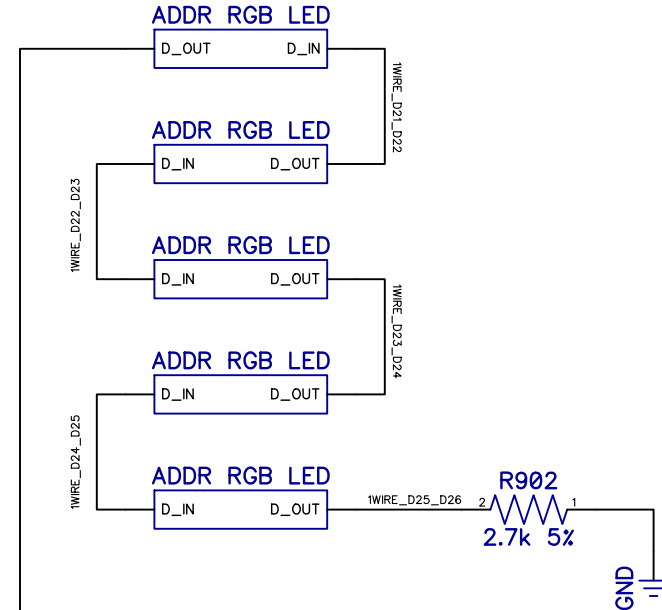 ADDR RGB LED
D_OUT D_IN
1WIRE_D21_D22
ADDR RGB LED
D_IN D_OUT
1WIRE_D22_D23
ADDR RGB LED
D_IN D_OUT
1WIRE_D23_D24
ADDR RGB LED
D_IN D_OUT
1WIRE_D24_D25
ADDR RGB LED
D_IN D_OUT
1WIRE_D25_D26
R902
2 1
2.7k 5%
GND